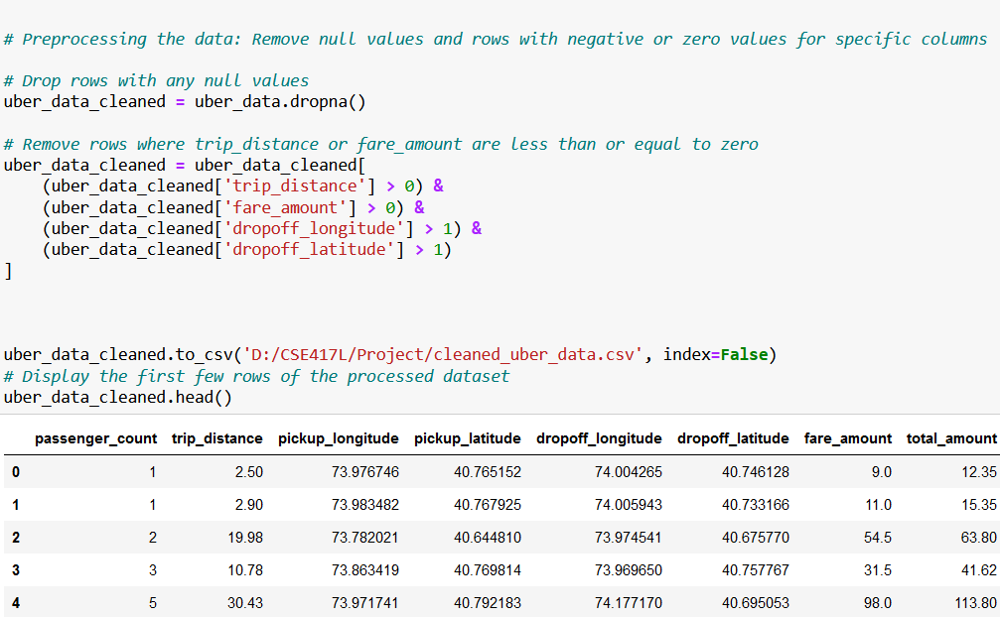 # Preprocessing the data: Remove null values and rows with negative or zero values for specific columns
# Drop rows with any null values
uber_data_cleaned = uber_data.dropna()
# Remove rows where trip_distance or fare_amount are less than or equal to zero
uber_data_cleaned = uber_data_cleaned[
(uber_data_cleaned['trip_distance'] > 0) &
(uber_data_cleaned['fare_amount'] > 0) &
(uber_data_cleaned['dropoff_longitude'] > 1) &
(uber_data_cleaned['dropoff_latitude'] > 1)
]
uber_data_cleaned.to_csv('D:/CSE417L/Project/cleaned_uber_data.csv', index=False)
# Display the first few rows of the processed dataset
uber_data_cleaned.head()
passenger_count trip_distance pickup_longitude pickup_latitude dropoff_longitude dropoff_latitude fare_amount total_amount
0 1 2.50 73.976746 40.765152 74.004265 40.746128 9.0 12.35
1 1 2.90 73.983482 40.767925 74.005943 40.733166 11.0 15.35
2 2 19.98 73.782021 40.644810 73.974541 40.675770 54.5 63.80
3 3 10.78 73.863419 40.769814 73.969650 40.757767 31.5 41.62
4 5 30.43 73.971741 40.792183 74.177170 40.695053 98.0 113.80